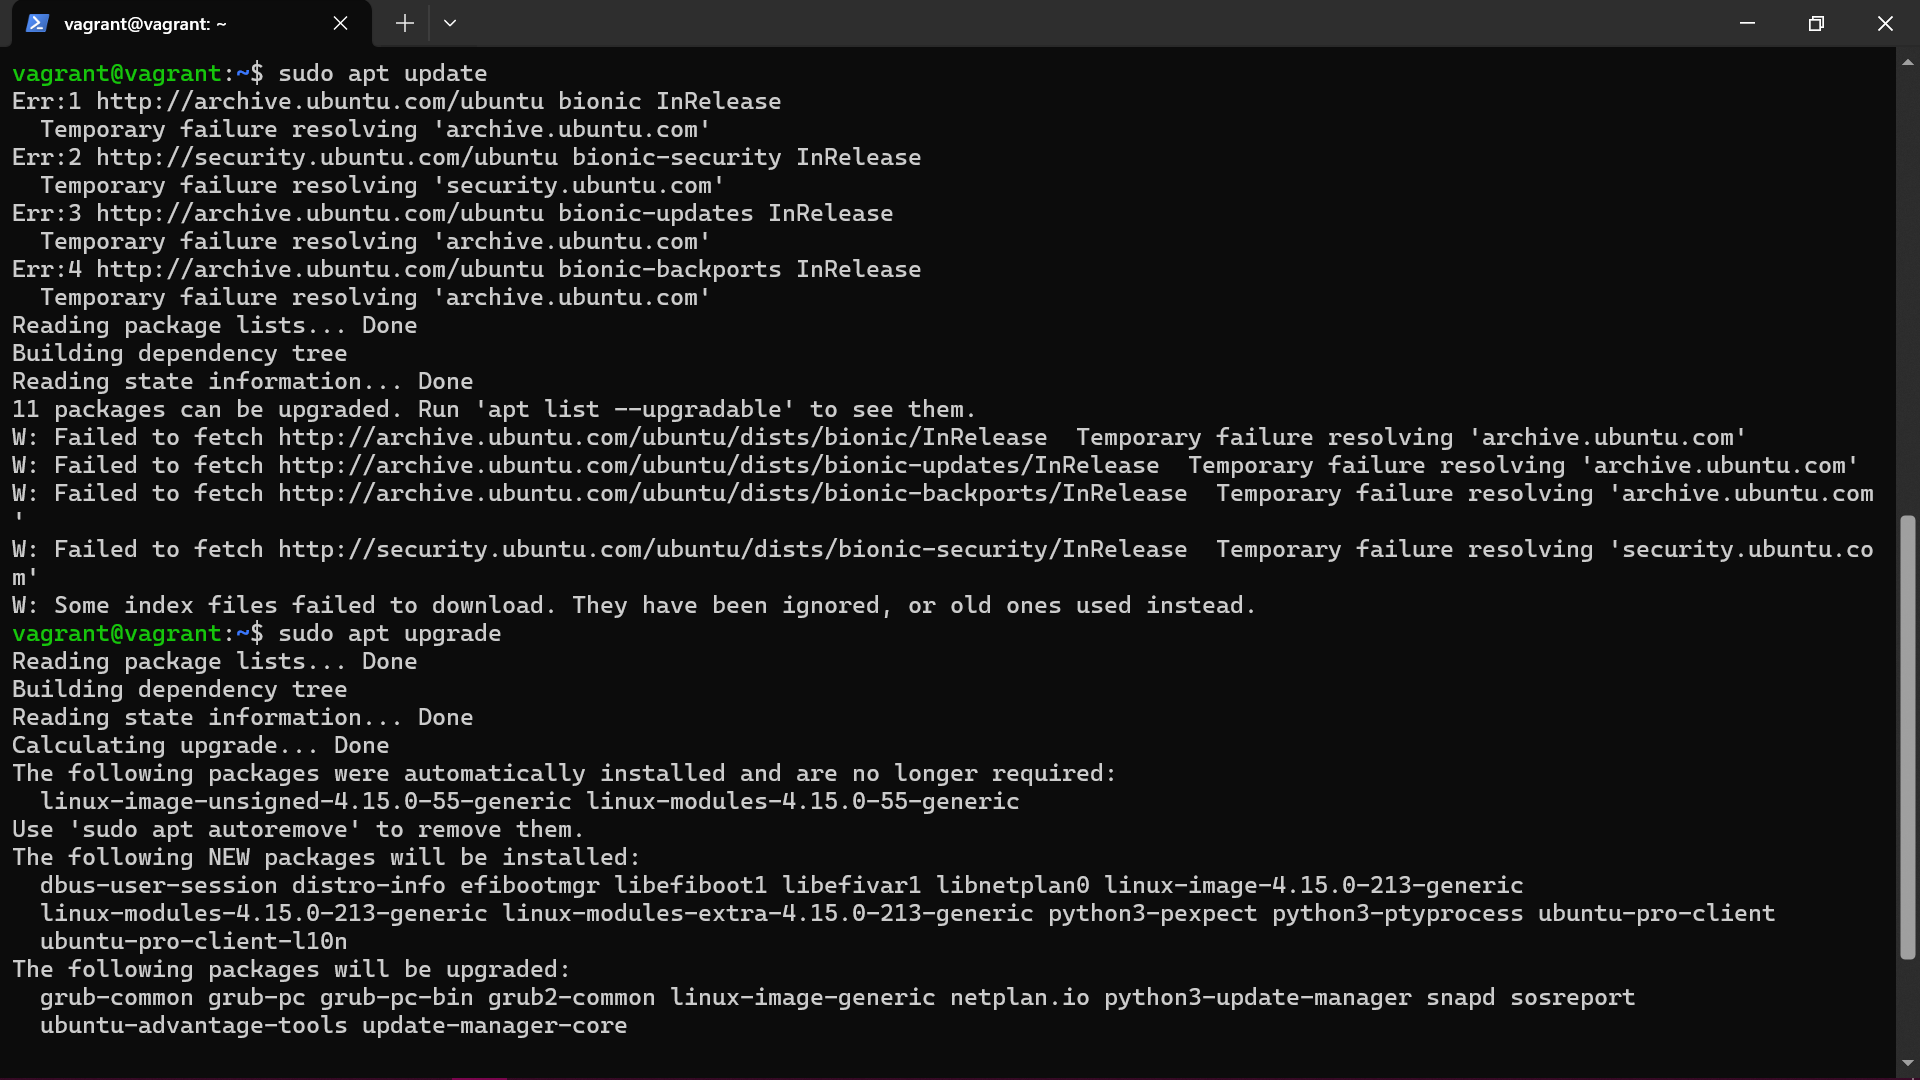 vagrant@vagrant: ~
vagrant@vagrant:~$ sudo apt update
Err:1 http://archive.ubuntu.com/ubuntu bionic InRelease
  Temporary failure resolving 'archive.ubuntu.com'
Err:2 http://security.ubuntu.com/ubuntu bionic-security InRelease
  Temporary failure resolving 'security.ubuntu.com'
Err:3 http://archive.ubuntu.com/ubuntu bionic-updates InRelease
  Temporary failure resolving 'archive.ubuntu.com'
Err:4 http://archive.ubuntu.com/ubuntu bionic-backports InRelease
  Temporary failure resolving 'archive.ubuntu.com'
Reading package lists... Done
Building dependency tree
Reading state information... Done
11 packages can be upgraded. Run 'apt list --upgradable' to see them.
W: Failed to fetch http://archive.ubuntu.com/ubuntu/dists/bionic/InRelease  Temporary failure resolving 'archive.ubuntu.com'
W: Failed to fetch http://archive.ubuntu.com/ubuntu/dists/bionic-updates/InRelease  Temporary failure resolving 'archive.ubuntu.com'
W: Failed to fetch http://archive.ubuntu.com/ubuntu/dists/bionic-backports/InRelease  Temporary failure resolving 'archive.ubuntu.com
'
W: Failed to fetch http://security.ubuntu.com/ubuntu/dists/bionic-security/InRelease  Temporary failure resolving 'security.ubuntu.co
m'
W: Some index files failed to download. They have been ignored, or old ones used instead.
vagrant@vagrant:~$ sudo apt upgrade
Reading package lists... Done
Building dependency tree
Reading state information... Done
Calculating upgrade... Done
The following packages were automatically installed and are no longer required:
  linux-image-unsigned-4.15.0-55-generic linux-modules-4.15.0-55-generic
Use 'sudo apt autoremove' to remove them.
The following NEW packages will be installed:
  dbus-user-session distro-info efibootmgr libefiboot1 libefivar1 libnetplan0 linux-image-4.15.0-213-generic
  linux-modules-4.15.0-213-generic linux-modules-extra-4.15.0-213-generic python3-pexpect python3-ptyprocess ubuntu-pro-client
  ubuntu-pro-client-l10n
The following packages will be upgraded:
  grub-common grub-pc grub-pc-bin grub2-common linux-image-generic netplan.io python3-update-manager snapd sosreport
  ubuntu-advantage-tools update-manager-core